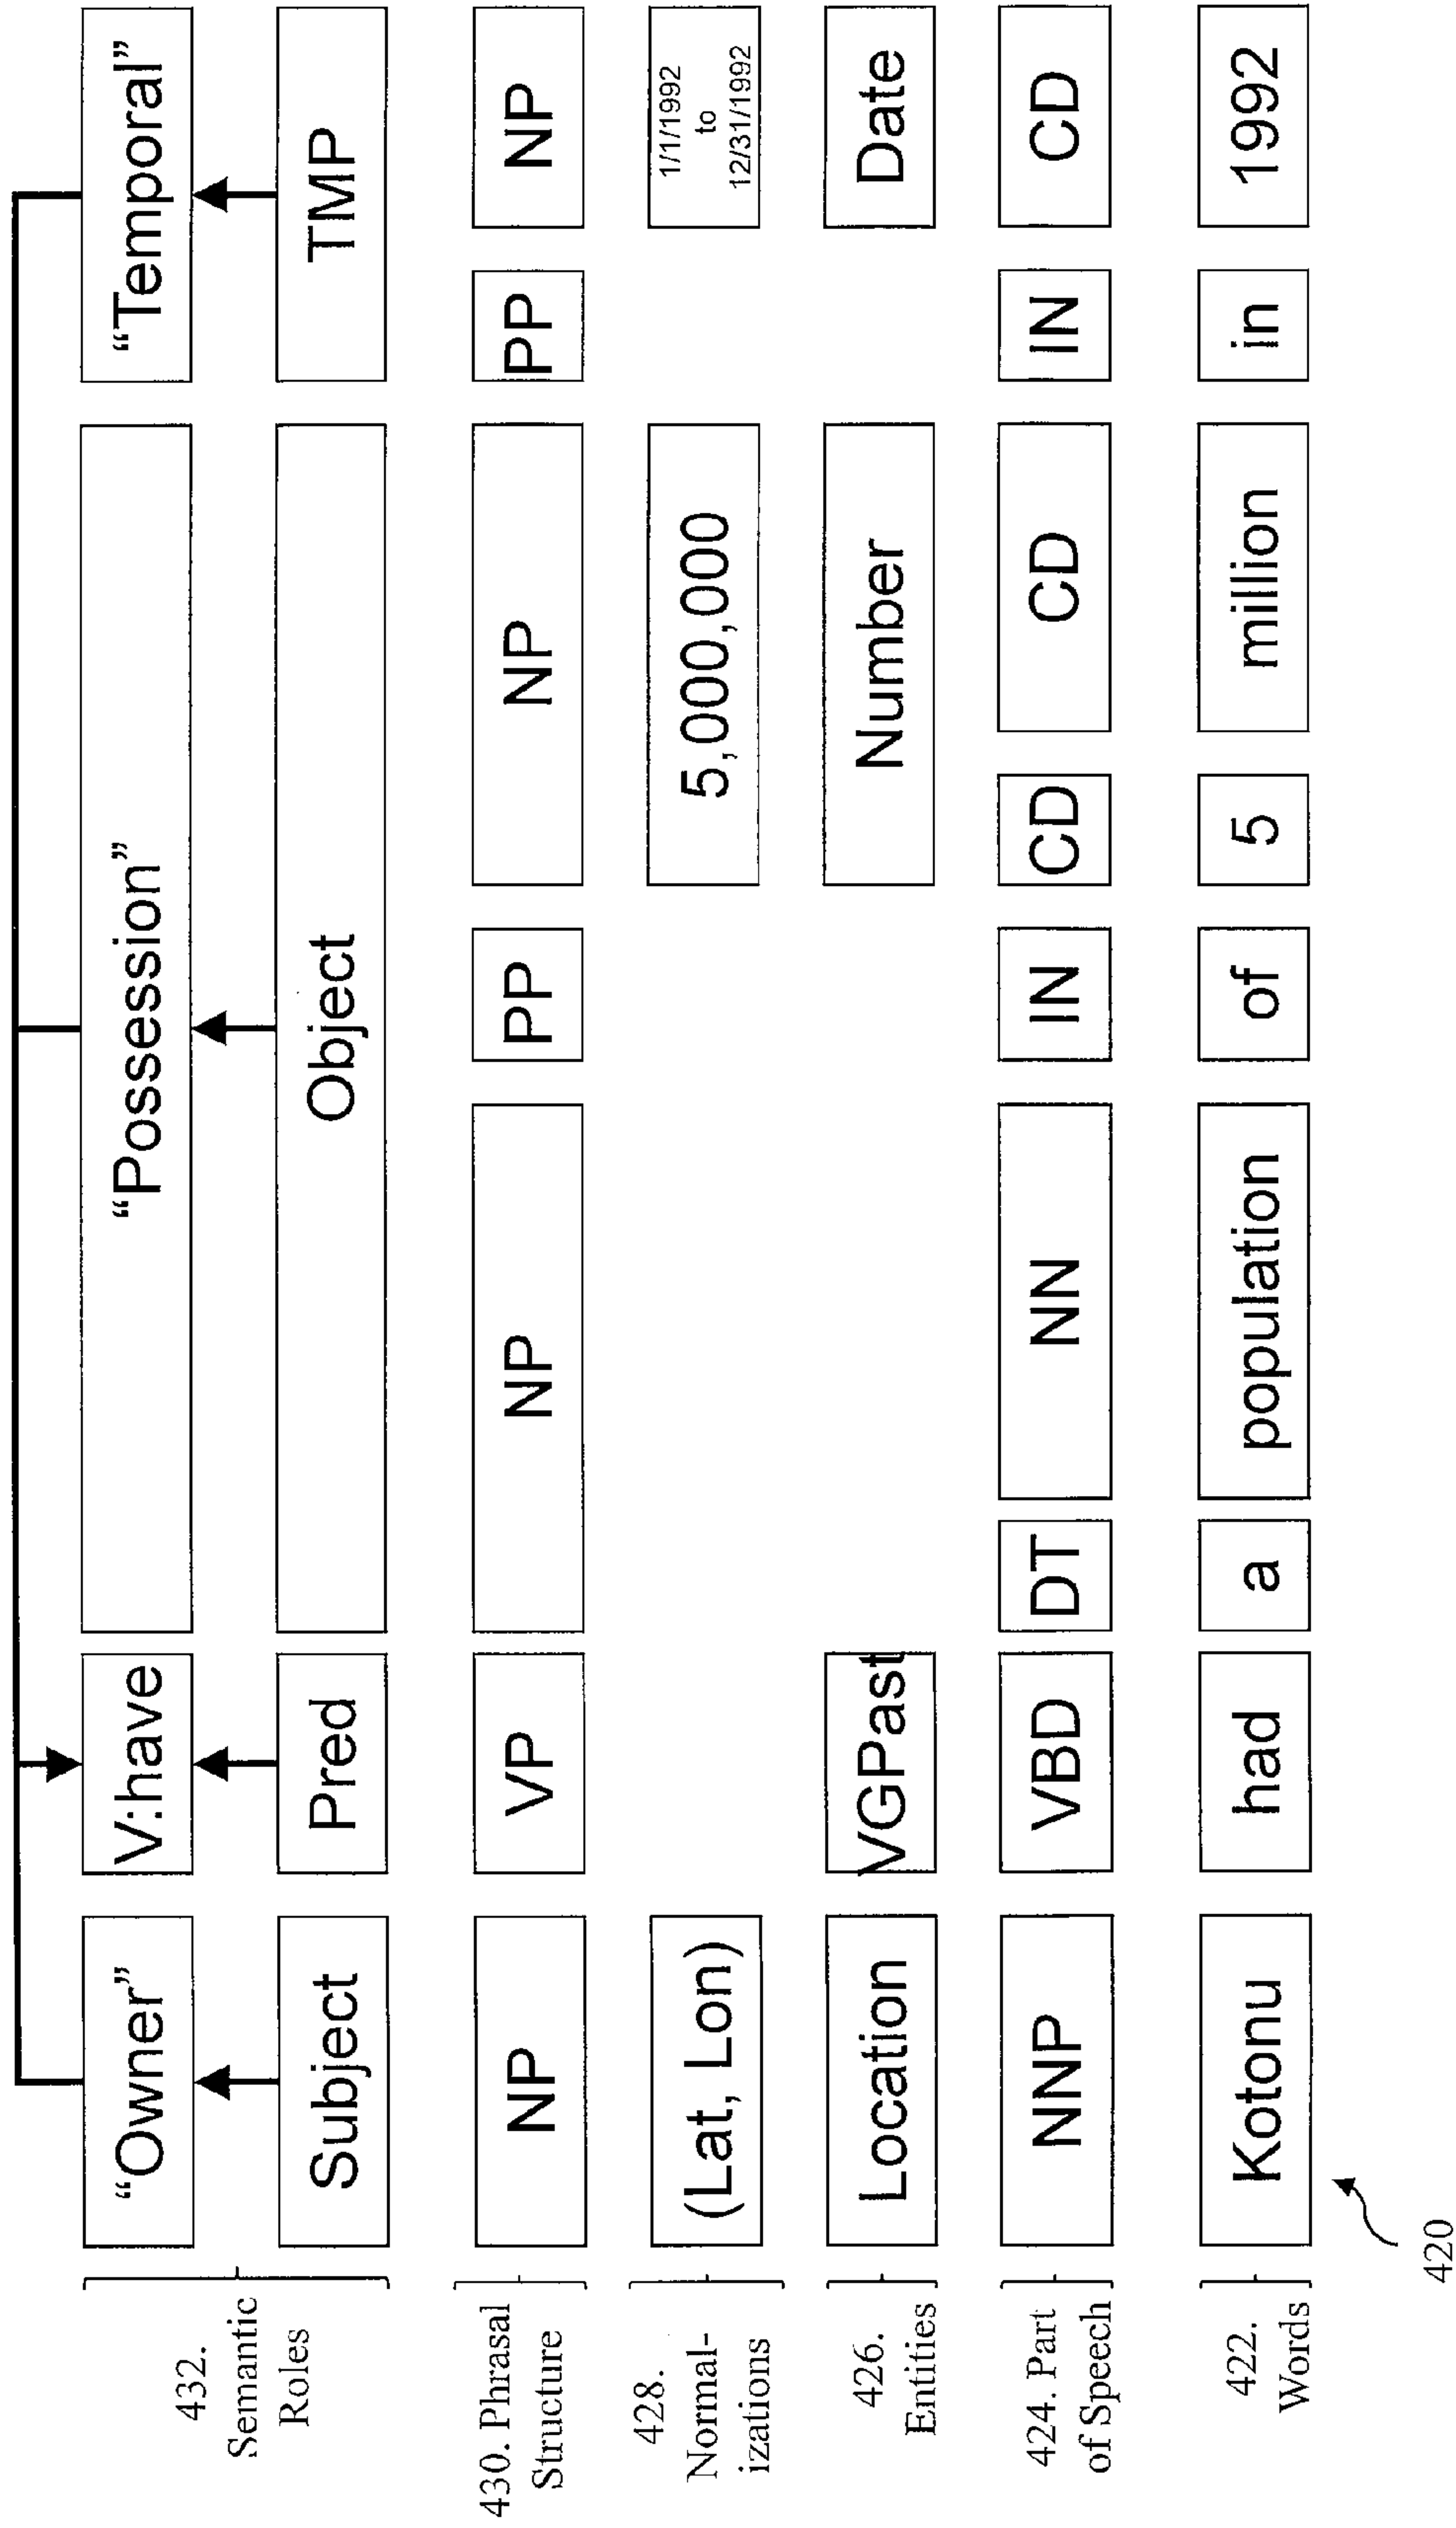 432.
Semantic
Roles
“Owner” V:have “Possession” “Temporal”
Subject Pred Object TMP
430. Phrasal
Structure
NP VP NP PP NP PP NP
428.
Normal-
izations
(Lat, Lon) 5,000,000 1/1/1992
to
12/31/1992
426.
Entities
Location VGPast Number Date
424. Part
of Speech
NNP VBD DT NN IN CD CD IN CD
422.
Words
Kotonu had a population of 5 million in 1992
420